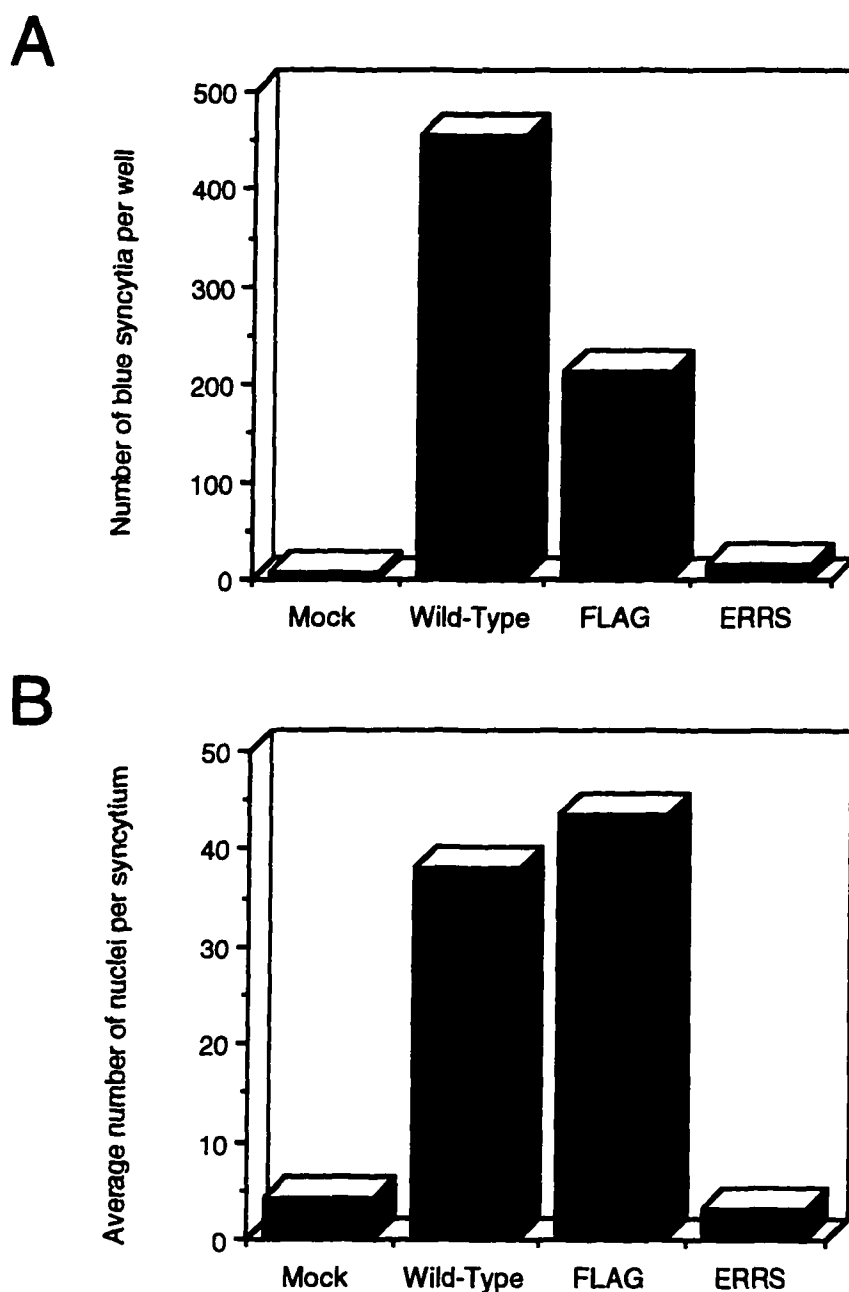 A
Number of blue syncytia per well
500
400
300
200
100
0
Mock Wild-Type FLAG ERRS
B
Average number of nuclei per syncytium
50
40
30
20
10
0
Mock Wild-Type FLAG ERRS